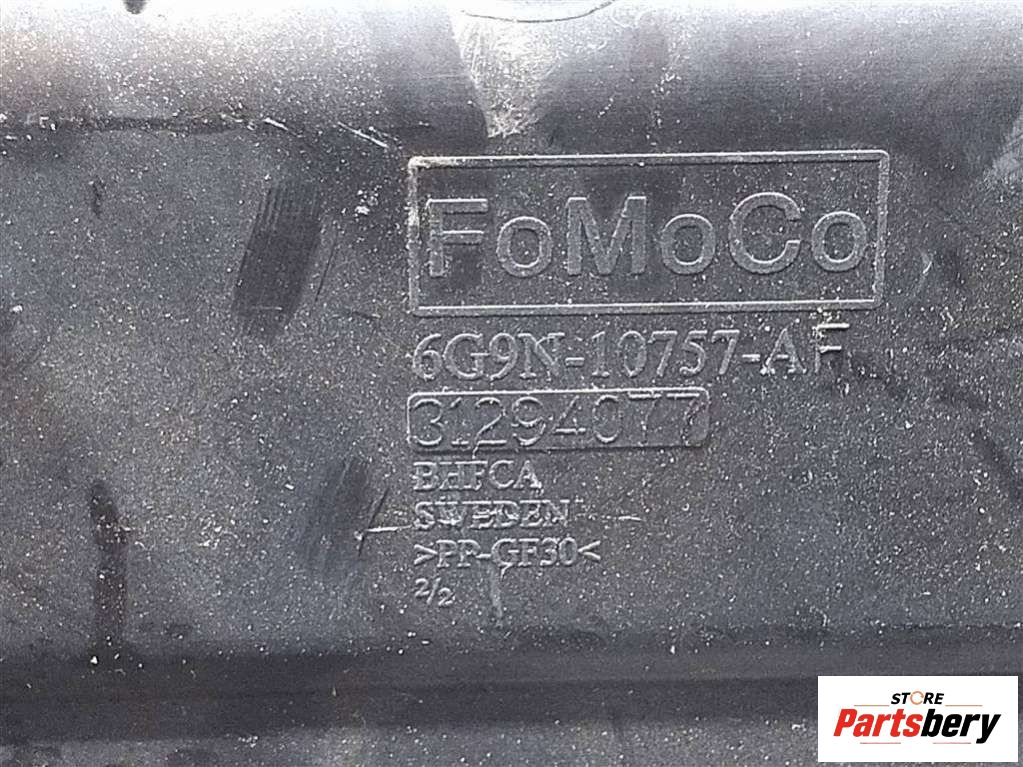 FoMoCo
6G9N-10757-AF
31294077
BHFCA
SWEDEN
>PP-GF30<
2/2
STORE
Partsbery